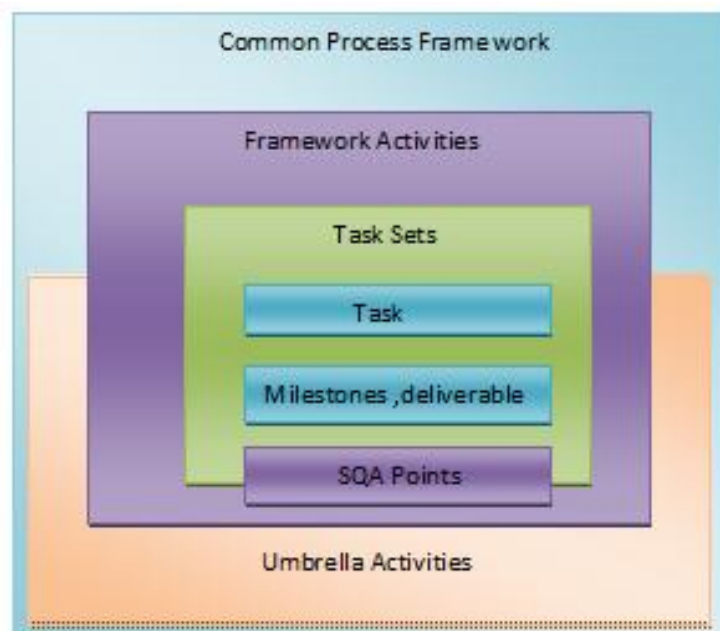 Common Process Framework
Framework Activities
Task Sets
Task
Milestones ,deliverable
SQA Points
Umbrella Activities